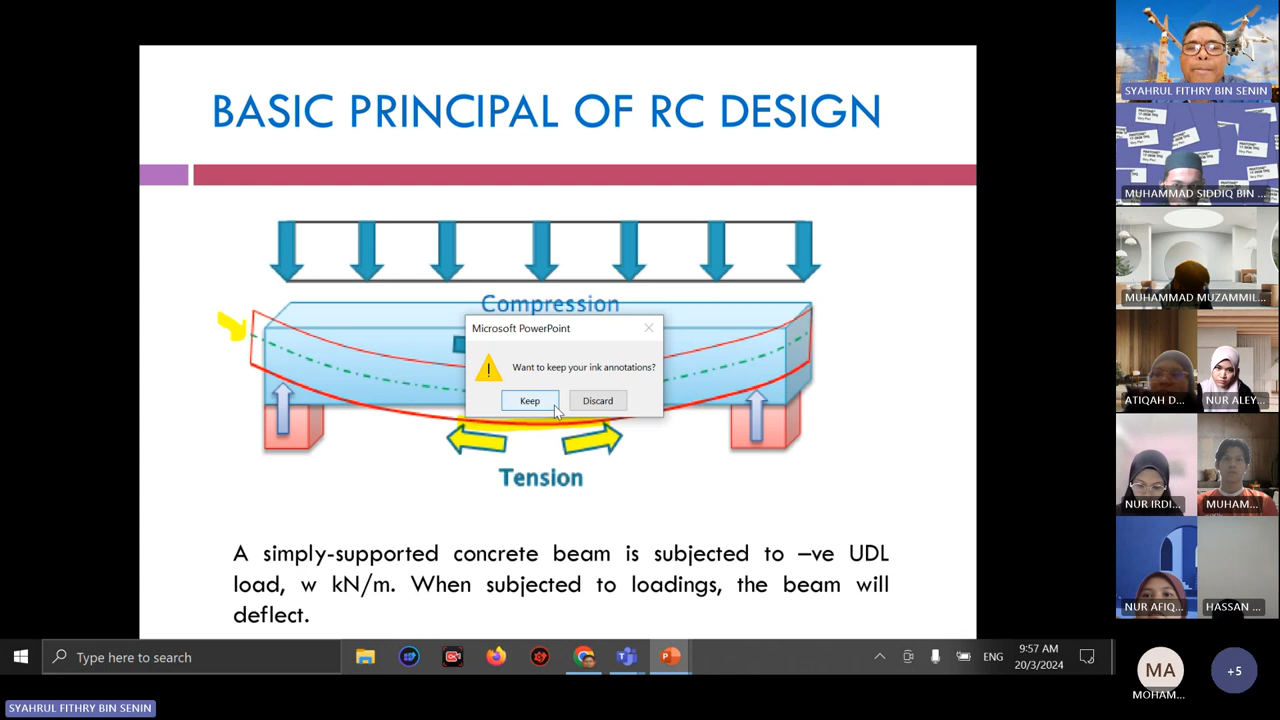 BASIC PRINCIPAL OF RC DESIGN
Compression
Microsoft PowerPoint
Want to keep your ink annotations?
Keep
Discard
Tension
A simply-supported concrete beam is subjected to –ve UDL
load, w kN/m. When subjected to loadings, the beam will
deflect.
Type here to search
ENG
9:57 AM
20/3/2024
SYAHRUL FITHRY BIN SENIN
SYAHRUL FITHRY BIN SENIN
MUHAMMAD SIDDIQ BIN ...
MUHAMMAD MUZAMMIL...
ATIQAH D...
NUR ALEY...
NUR IRDI...
MUHAM...
NUR AFIQ...
HASSAN ...
MA
MOHAM...
+5